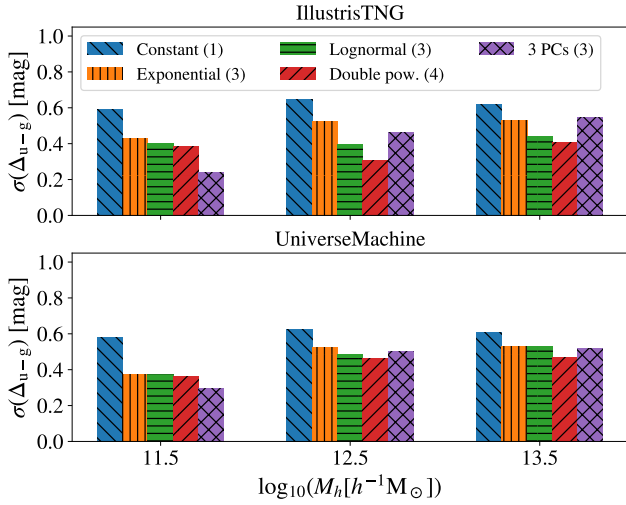 IllustrisTNG
Constant (1) Lognormal (3) 3 PCs (3)
Exponential (3) Double pow. (4)
σ(Δu−g) [mag]
1.0
0.8
0.6
0.4
0.2
0.0
UniverseMachine
σ(Δu−g) [mag]
1.0
0.8
0.6
0.4
0.2
0.0
11.5 12.5 13.5
log₁₀(Mₕ[h⁻¹M⊙])